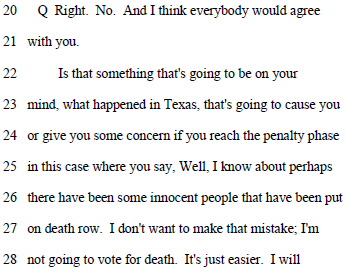 20 Q Right. No. And I think everybody would agree
21 with you.
22 Is that something that's going to be on your
23 mind, what happened in Texas, that's going to cause you
24 or give you some concern if you reach the penalty phase
25 in this case where you say, Well, I know about perhaps
26 there have been some innocent people that have been put
27 on death row. I don't want to make that mistake; I'm
28 not going to vote for death. It's just easier. I will